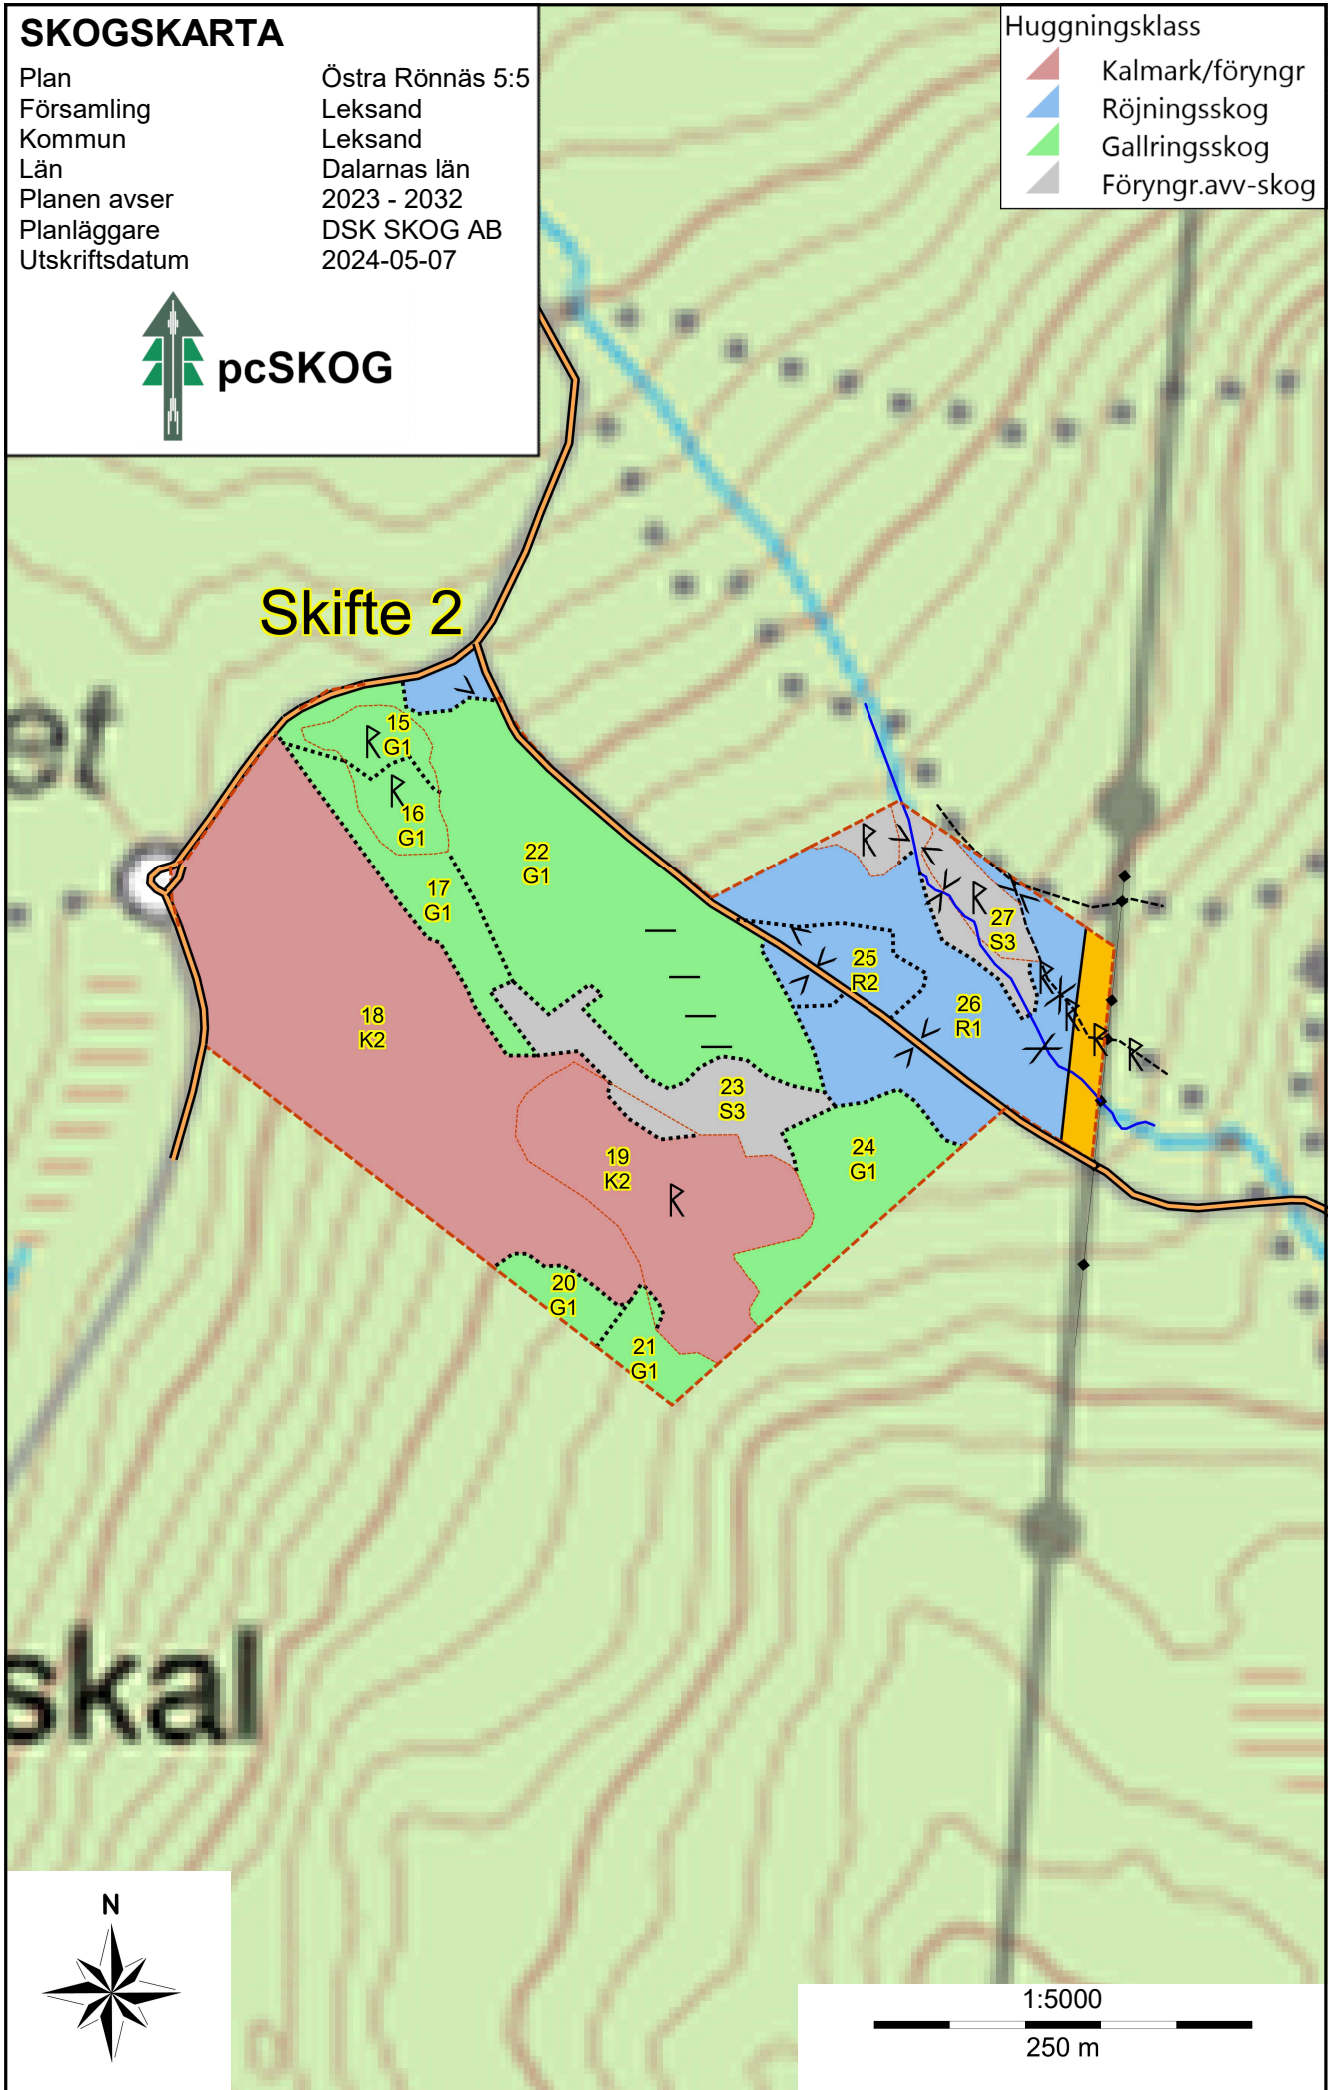 SKOGSKARTA
Plan Östra Rönnäs 5:5
Församling Leksand
Kommun Leksand
Län Dalarnas län
Planen avser 2023 - 2032
Planläggare DSK SKOG AB
Utskriftsdatum 2024-05-07
pcSKOG
Huggningsklass
Kalmark/föryngr
Röjningsskog
Gallringsskog
Föryngr.avv-skog
Skifte 2
et
15
G1
16
G1
22
G1
17
G1
27
S3
25
R2
26
R1
18
K2
23
S3
24
G1
19
K2
20
G1
21
G1
skal
N
1:5000
250 m